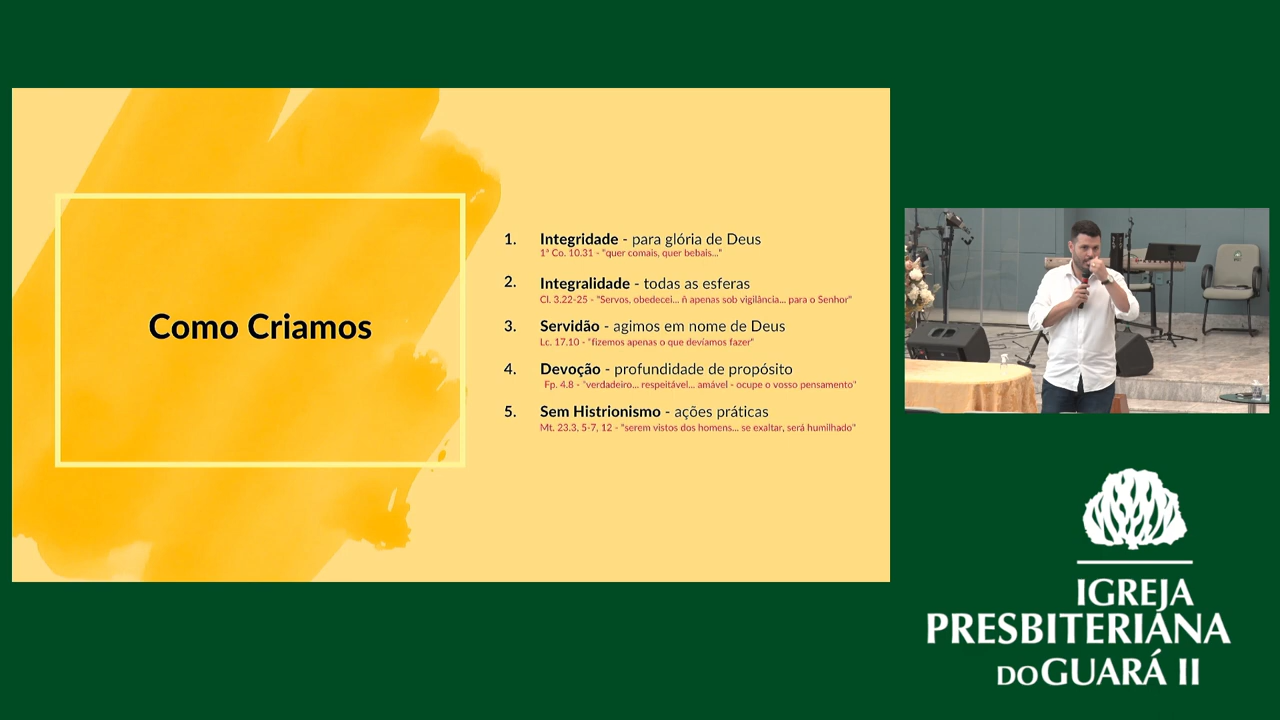 Como Criamos
1. Integridade - para glória de Deus
1ª Co. 10.31 - "quer comais, quer bebais..."
2. Integralidade - todas as esferas
Cl. 3.22-25 - "Servos, obedecei... ñ apenas sob vigilância... para o Senhor"
3. Servidão - agimos em nome de Deus
Lc. 17.10 - "fizemos apenas o que devíamos fazer"
4. Devoção - profundidade de propósito
Fp. 4.8 - "verdadeiro... respeitável... amável - ocupe o vosso pensamento"
5. Sem Histrionismo - ações práticas
Mt. 23.3, 5-7, 12 - "serem vistos dos homens... se exaltar, será humilhado"
IGREJA
PRESBITERIANA
DO GUARÁ II